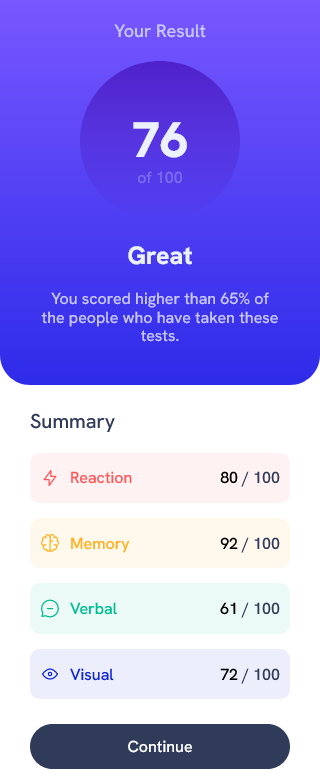 Your Result
76
of 100
Great
You scored higher than 65% of
the people who have taken these
tests.
Summary
Reaction 80 / 100
Memory 92 / 100
Verbal 61 / 100
Visual 72 / 100
Continue